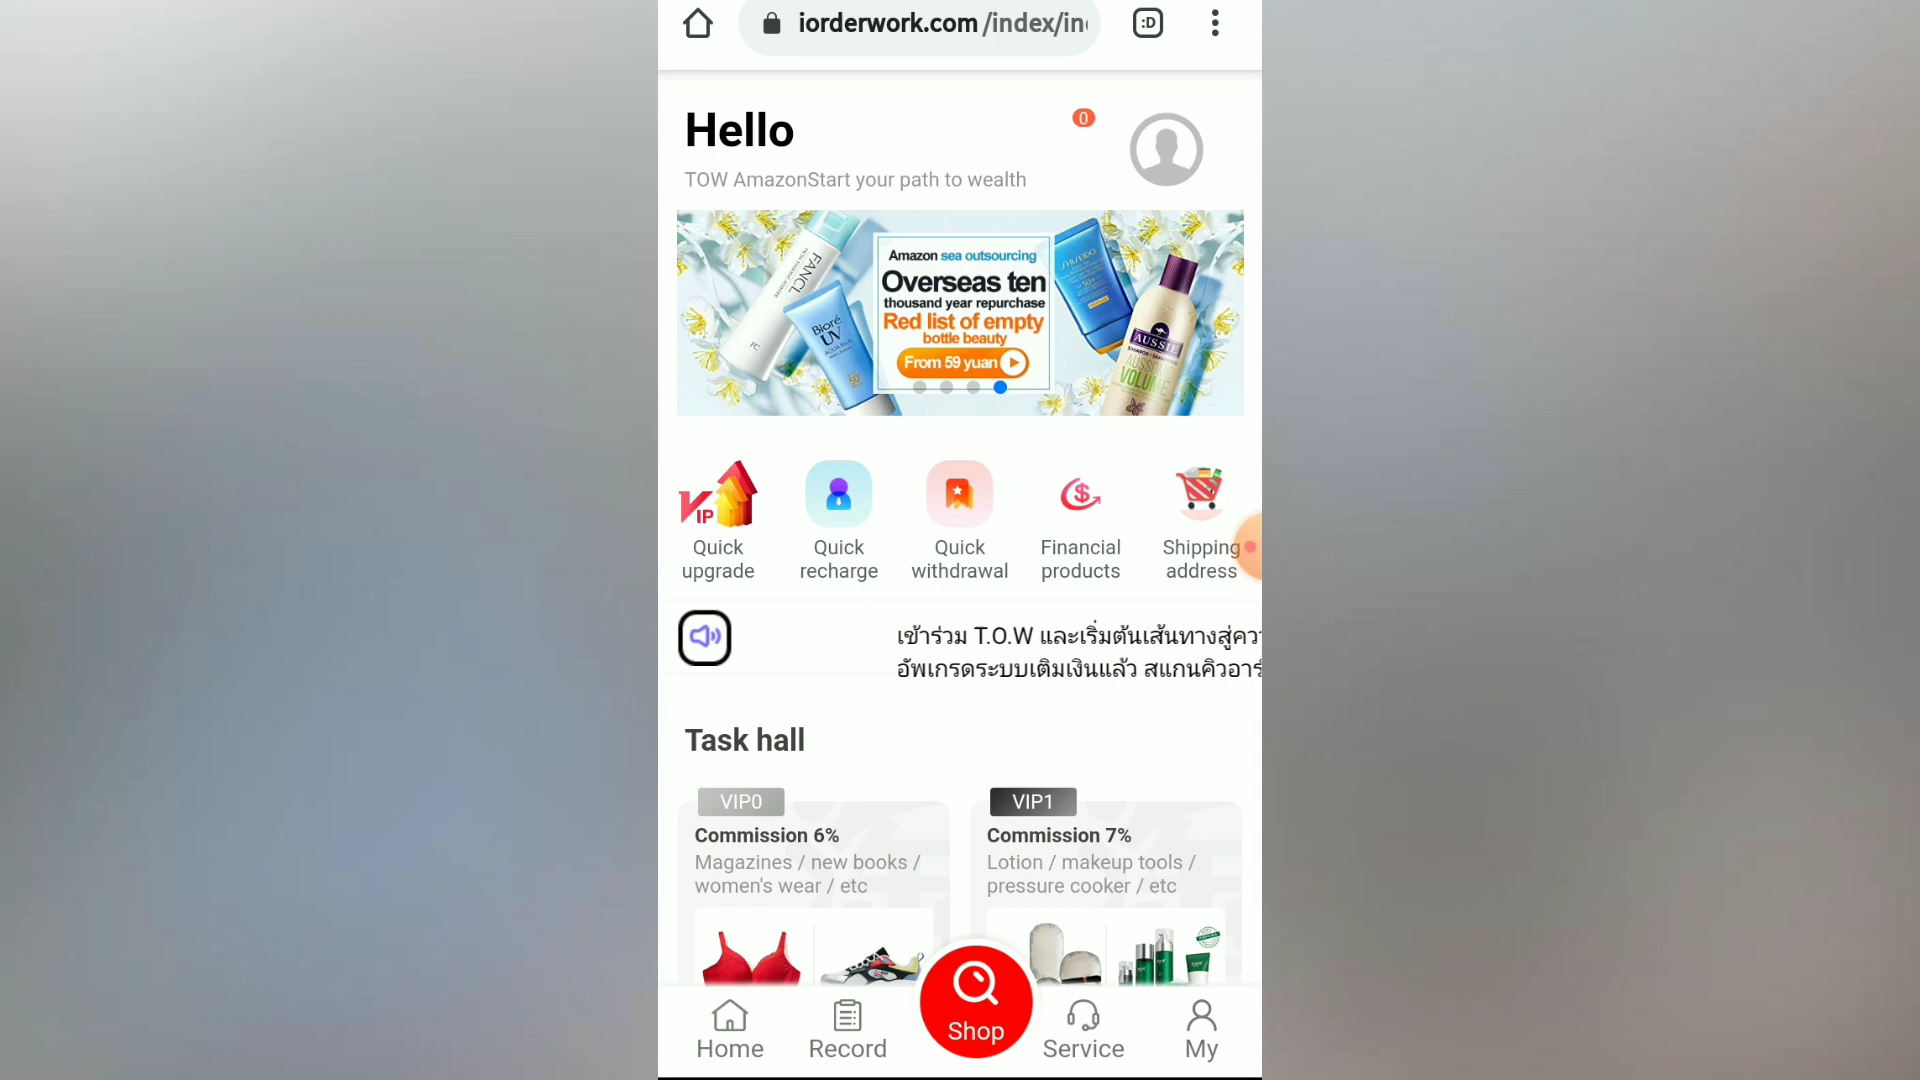 iorderwork.com/index/in
:D
Hello
0
TOW AmazonStart your path to wealth
FANCL
FC
Bioré
UV
AQUA Rich
SHISEIDO
AUSSIE
AUSSOME
VOLUME
Amazon sea outsourcing
Overseas ten
thousand year repurchase
Red list of empty
bottle beauty
From 59 yuan
VIP
Quick upgrade
Quick recharge
Quick withdrawal
Financial products
Shipping address
เข้าร่วม T.O.W และเริ่มต้นเส้นทางสู่คว
อัพเกรดระบบเติมเงินแล้ว สแกนคิวอาร์
Task hall
VIP0
Commission 6%
Magazines / new books /
women's wear / etc
VIP1
Commission 7%
Lotion / makeup tools /
pressure cooker / etc
Home
Record
Shop
Service
My